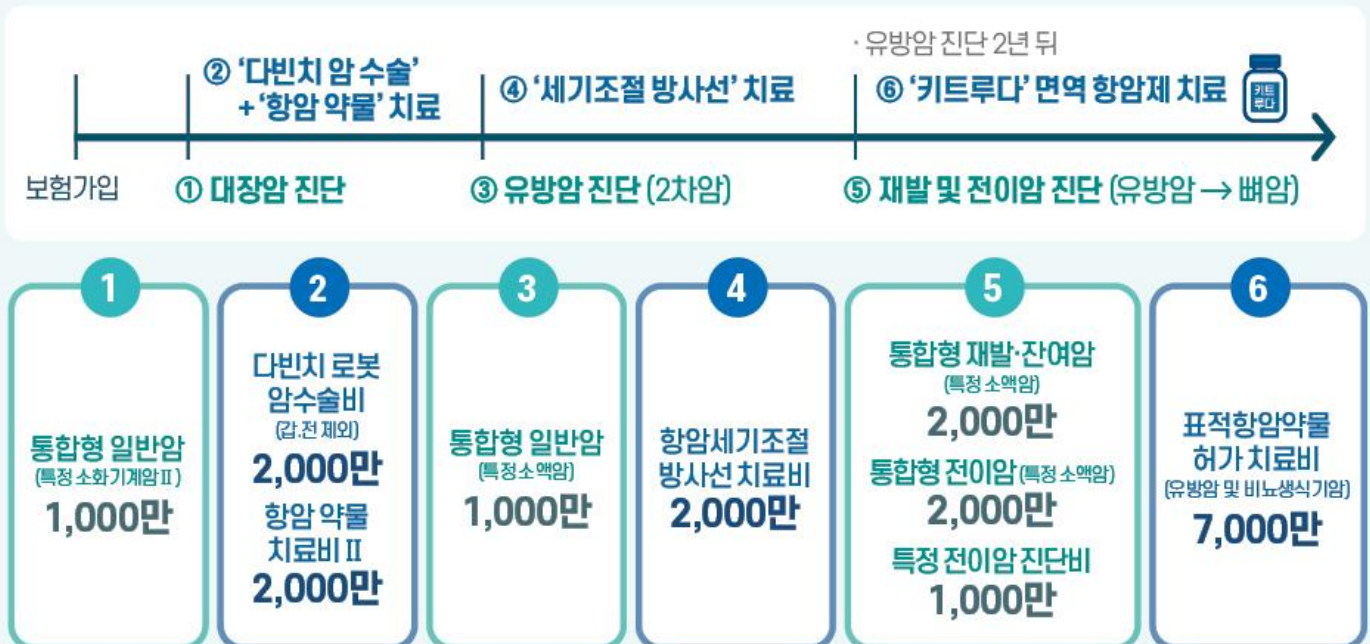 · 유방암 진단 2년 뒤
② ‘다빈치 암 수술’
+ ‘항암 약물’ 치료
④ ‘세기조절 방사선’ 치료
⑥ ‘키트루다’ 면역 항암제 치료
키트
루다
보험가입
① 대장암 진단
③ 유방암 진단 (2차암)
⑤ 재발 및 전이암 진단 (유방암 → 뼈암)
1
통합형 일반암
(특정 소화기계암Ⅱ)
1,000만
2
다빈치 로봇
암수술비
(갑.전 제외)
2,000만
항암 약물
치료비 Ⅱ
2,000만
3
통합형 일반암
(특정소액암)
1,000만
4
항암세기조절
방사선 치료비
2,000만
5
통합형 재발·잔여암
(특정 소액암)
2,000만
통합형 전이암 (특정 소액암)
2,000만
특정 전이암 진단비
1,000만
6
표적항암약물
허가 치료비
(유방암 및 비뇨생식기암)
7,000만